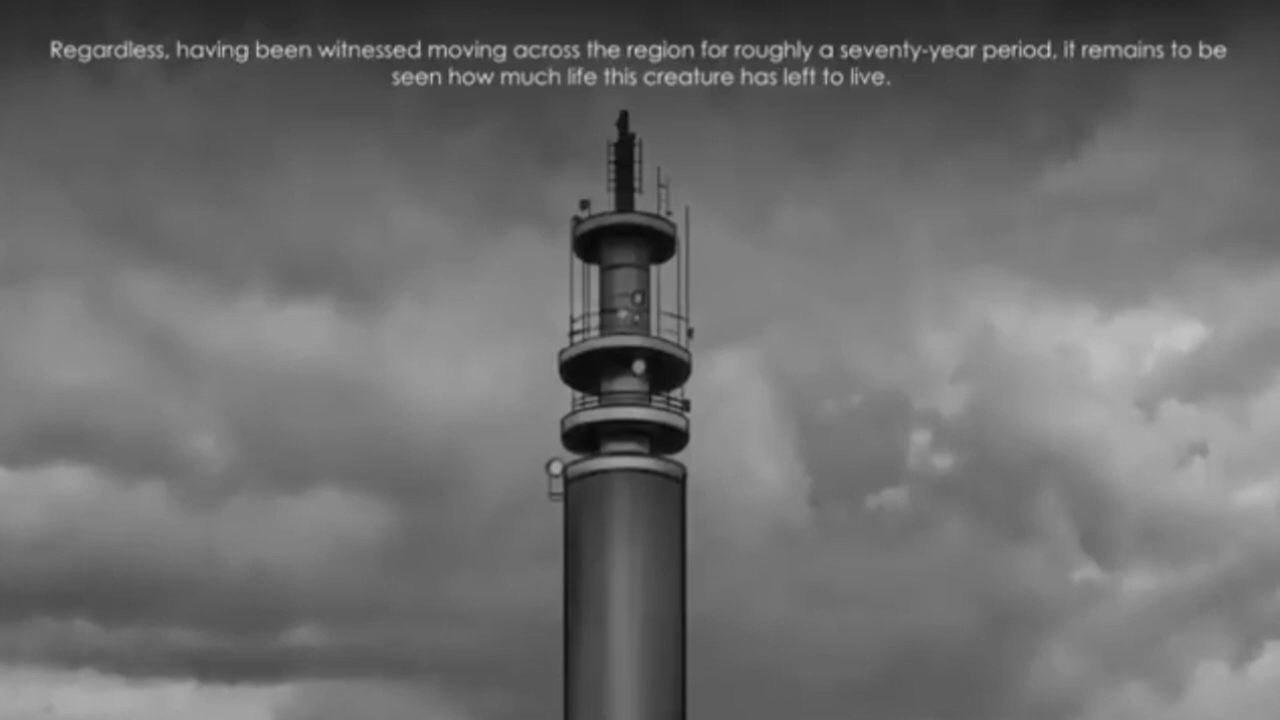 Regardless, having been witnessed moving across the region for roughly a seventy-year period, it remains to be
seen how much life this creature has left to live.